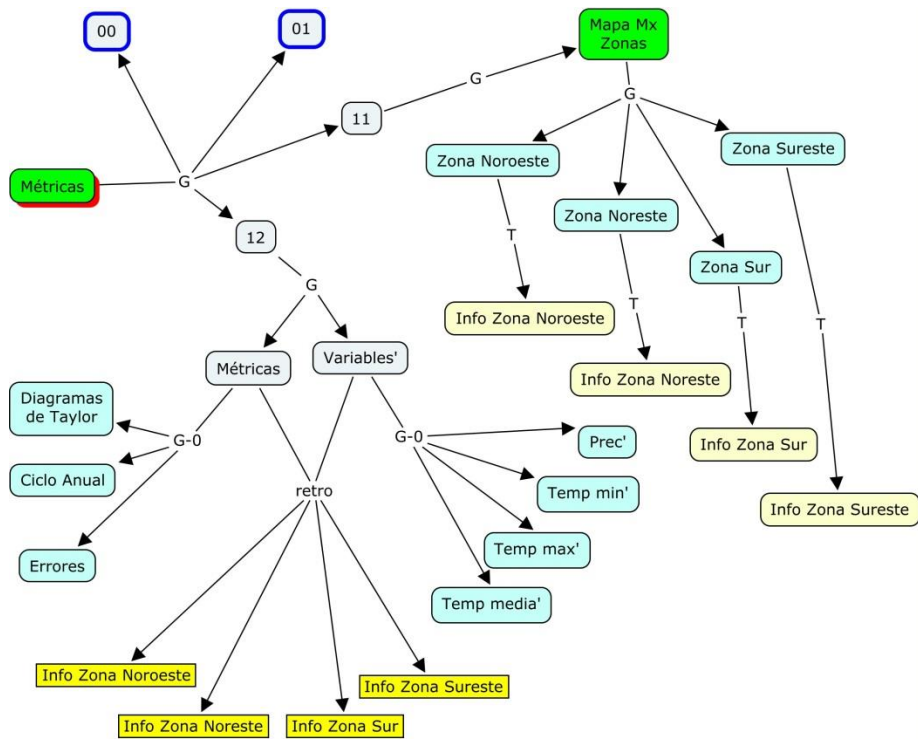 00
01
Mapa Mx
Zonas
G
11
G
Zona Sureste
Zona Noroeste
Métricas
G
Zona Noreste
12
T
Zona Sur
G
Info Zona Noroeste
T
T
T
Métricas
Variables'
Info Zona Noreste
Diagramas
de Taylor
G-0
G-0
Prec'
Info Zona Sur
Ciclo Anual
retro
Temp min'
Info Zona Sureste
Temp max'
Errores
Temp media'
Info Zona Noroeste
Info Zona Sureste
Info Zona Noreste
Info Zona Sur